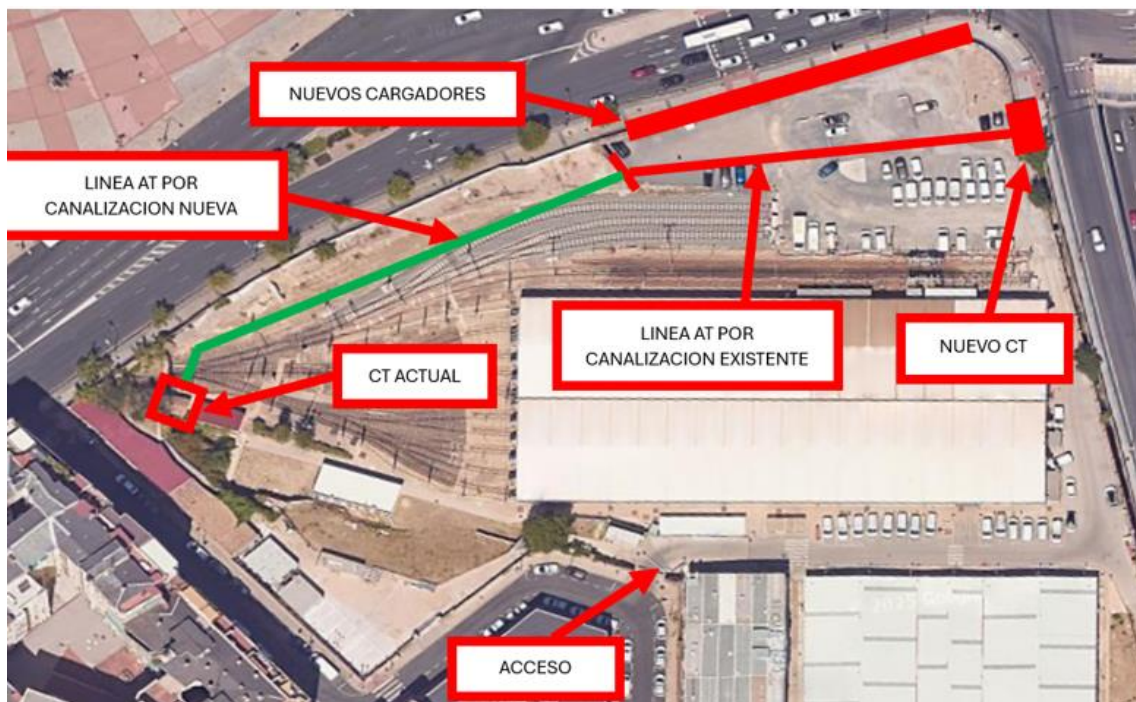 NUEVOS CARGADORES
LINEA AT POR
CANALIZACION NUEVA
LINEA AT POR
CANALIZACION EXISTENTE
NUEVO CT
CT ACTUAL
ACCESO